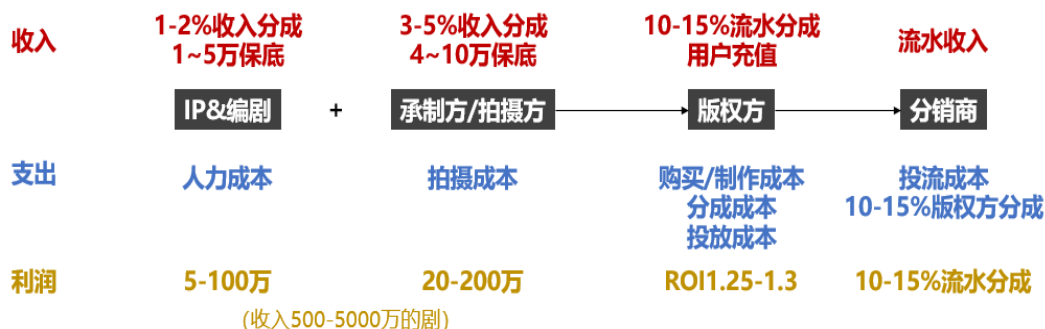 收入
1-2%收入分成
1~5万保底
3-5%收入分成
4~10万保底
10-15%流水分成
用户充值
流水收入
IP&编剧
+
承制方/拍摄方
版权方
分销商
支出
人力成本
拍摄成本
购买/制作成本
分成成本
投放成本
投流成本
10-15%版权方分成
利润
5-100万
20-200万
ROI1.25-1.3
10-15%流水分成
(收入500-5000万的剧)